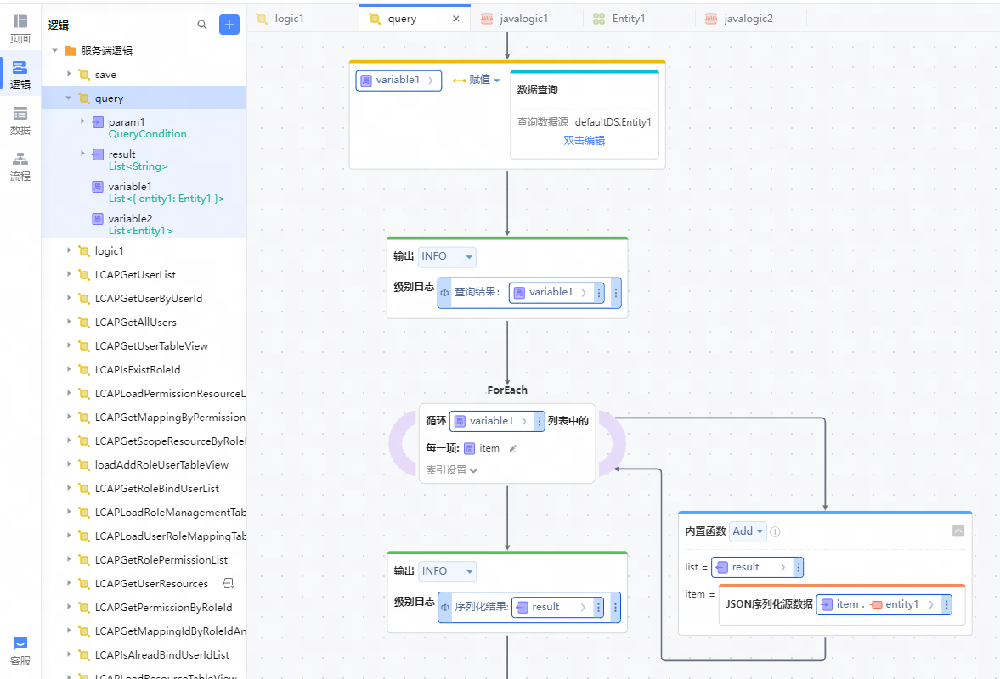 页面
逻辑
数据
流程
客服
逻辑
服务端逻辑
save
query
param1
QueryCondition
result
List<String>
variable1
List<{ entity1: Entity1 }>
variable2
List<Entity1>
logic1
LCAPGetUserList
LCAPGetUserByUserId
LCAPGetAllUsers
LCAPGetUserTableView
LCAPIsExistRoleId
LCAPLoadPermissionResourceL
LCAPGetMappingByPermission
LCAPGetScopeResourceByRoleI
loadAddRoleUserTableView
LCAPGetRoleBindUserList
LCAPLoadRoleManagementTab
LCAPLoadUserRoleMappingTab
LCAPGetRolePermissionList
LCAPGetUserResources
LCAPGetPermissionByRoleId
LCAPGetMappingIdByRoleIdAn
LCAPIsAlreadBindUserIdList
LCAPLoadResourceTableView
logic1 query javalogic1 Entity1 javalogic2
局 variable1 赋值
数据查询
查询数据源 defaultDS.Entity1
双击编辑
输出 INFO
级别日志 查询结果： 局 variable1
ForEach
循环 局 variable1 列表中的
每一项: 局 item
索引设置
输出 INFO
级别日志 序列化结果: result
内置函数 Add
list = result
item = JSON序列化源数据 item . entity1